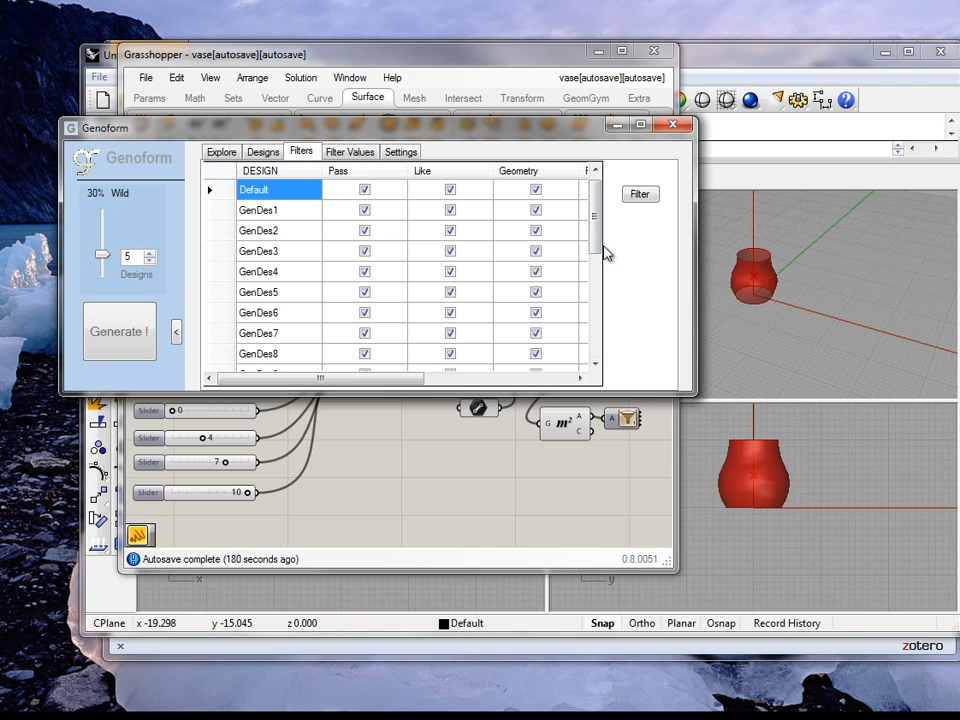 Un
Grasshopper - vase[autosave][autosave]
File
File Edit View Arrange Solution Window Help vase[autosave][autosave]
Params Math Sets Vector Curve Surface Mesh Intersect Transform GeomGym Extra
G Genoform
gr Genoform
Explore Designs Filters Filter Values Settings
DESIGN Pass Like Geometry
Default
GenDes1
GenDes2
GenDes3
GenDes4
GenDes5
GenDes6
GenDes7
GenDes8
Filter
30% Wild
5
Designs
Generate !
<
Slider 0
Slider 4
Slider 7
Slider 10
G m² A C
A
Autosave complete (180 seconds ago) 0.8.0051
x
y
CPlane x -19.298 y -15.045 z 0.000 Default Snap Ortho Planar Osnap Record History
× zotero